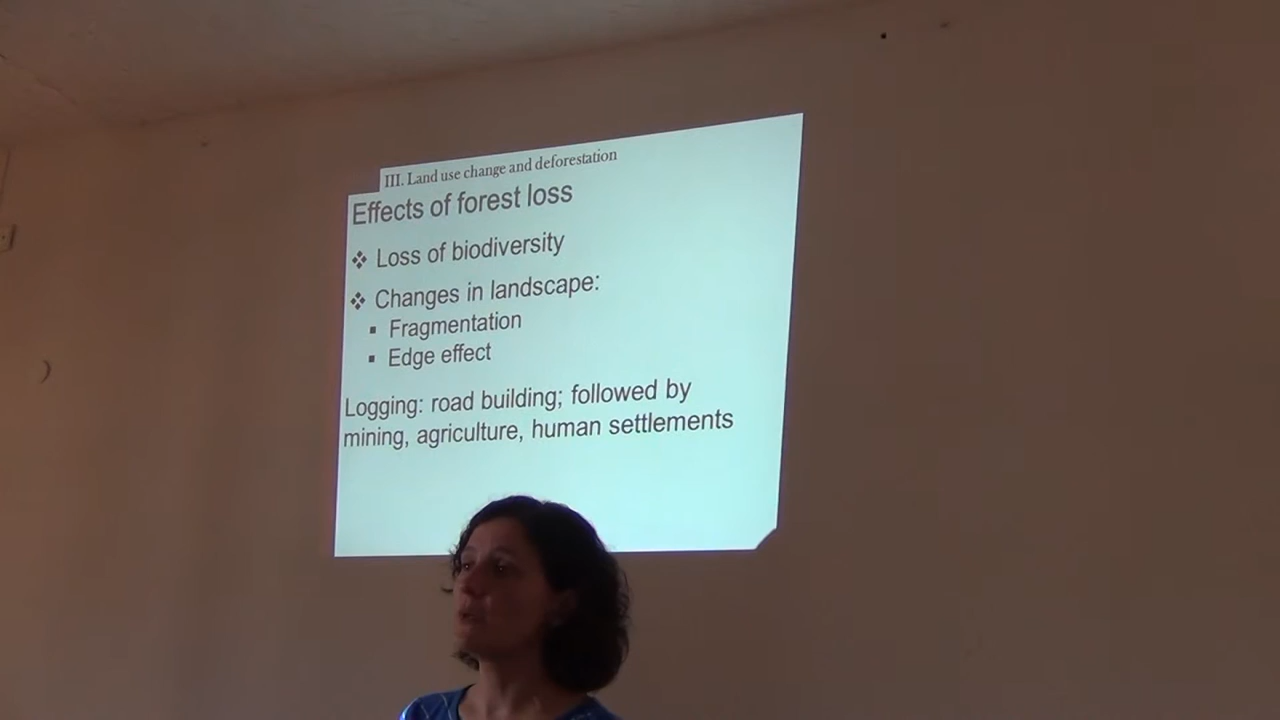 III. Land use change and deforestation
Effects of forest loss
❖ Loss of biodiversity
❖ Changes in landscape:
▪ Fragmentation
▪ Edge effect
Logging: road building; followed by
mining, agriculture, human settlements